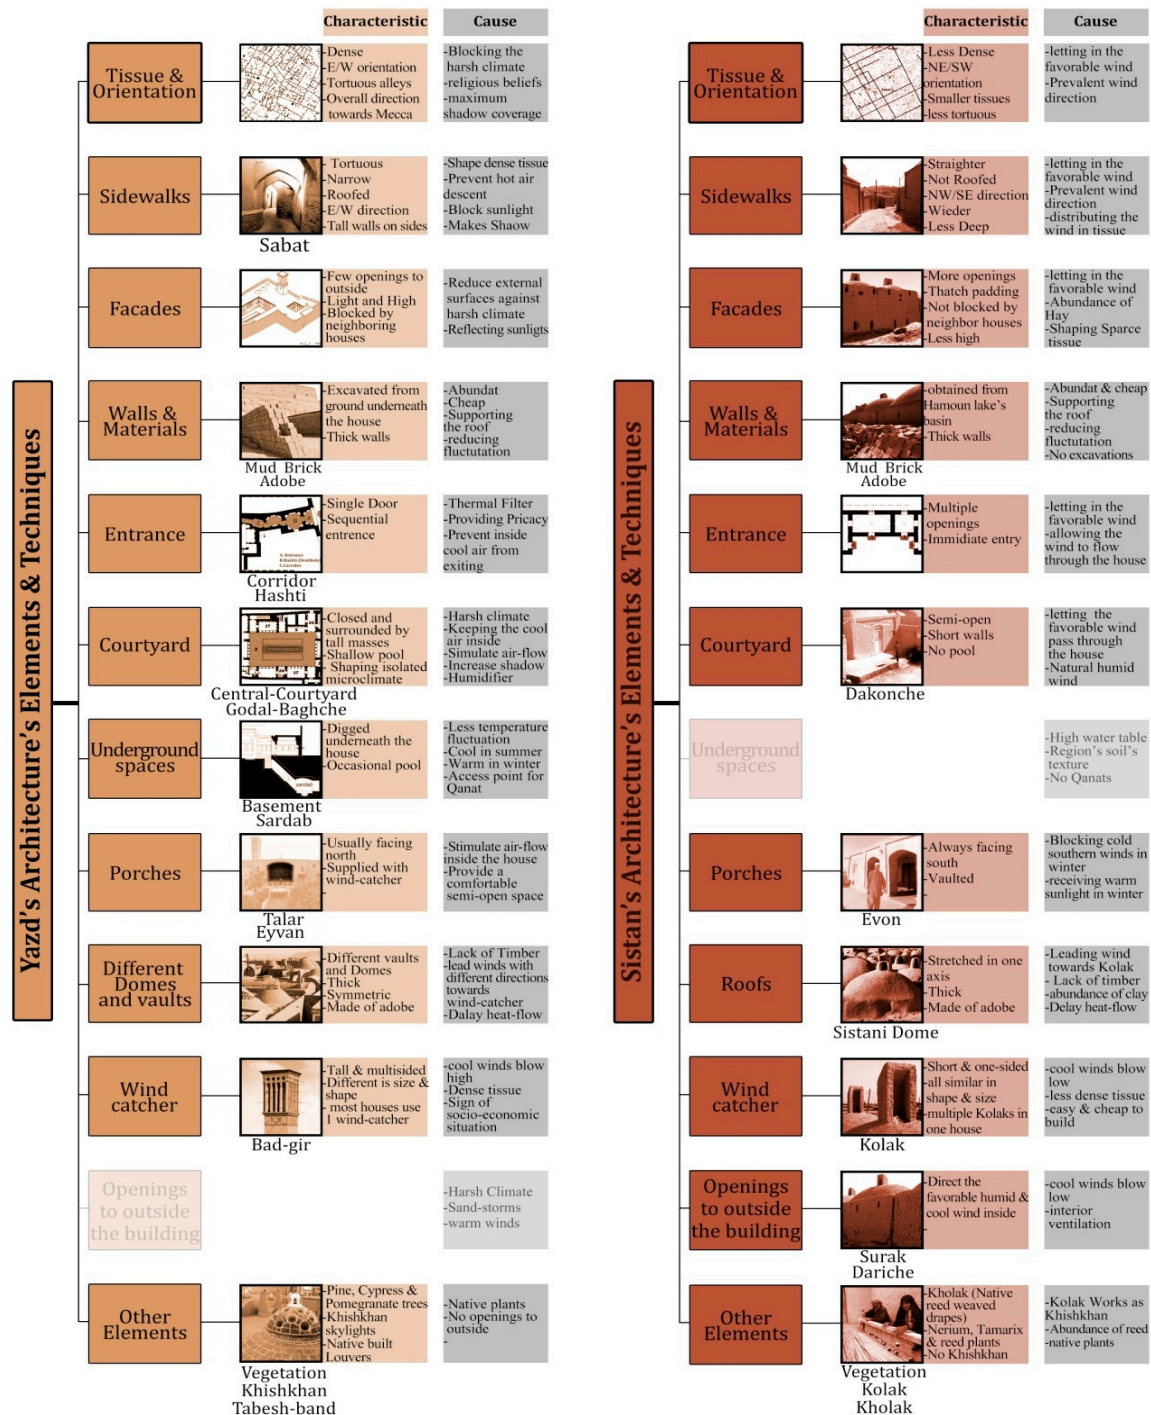 Characteristic
Cause
Yazd's Architecture's Elements & Techniques
Tissue &
Orientation
-Dense
-E/W orientation
-Tortuous alleys
-Overall direction
towards Mecca
-Blocking the
harsh climate
-religious beliefs
-maximum
shadow coverage
Sidewalks
Sabat
- Tortuous
-Narrow
-Roofed
-E/W direction
-Tall walls on sides
-Shape dense tissue
-Prevent hot air
descent
-Block sunlight
-Makes Shaow
Facades
-Few openings to
outside
-Light and High
-Blocked by
neighboring
houses
-Reduce external
surfaces against
harsh climate
-Reflecting sunligts
Walls &
Materials
Mud Brick
Adobe
-Excavated from
ground underneath
the house
-Thick walls
-Abundat
-Cheap
-Supporting
the roof
-reducing
fluctutation
Entrance
Corridor
Hashti
-Single Door
-Sequential
entrence
-Thermal Filter
-Providing Pricacy
-Prevent inside
cool air from
exiting
Courtyard
Central-Courtyard
Godal-Baghche
-Closed and
surrounded by
tall masses
-Shallow pool
- Shaping isolated
microclimate
-Harsh climate
-Keeping the cool
air inside
-Simulate air-flow
-Increase shadow
-Humidifier
Underground
spaces
Basement
Sardab
-Digged
underneath the
house
-Occasional pool
-Less temperature
fluctuation
-Cool in summer
-Warm in winter
-Access point for
Qanat
Porches
Talar
Eyvan
-Usually facing
north
-Supplied with
wind-catcher
-
-Stimulate air-flow
inside the house
-Provide a
comfortable
semi-open space
Different
Domes
and vaults
-Different vaults
and Domes
-Thick
-Symmetric
-Made of adobe
-Lack of Timber
-lead winds with
different directions
towards
wind-catcher
-Dalay heat-flow
Wind
catcher
Bad-gir
-Tall & multisided
-Different is size &
shape
- most houses use
1 wind-catcher
-cool winds blow
high
-Dense tissue
-Sign of
socio-economic
situation
Openings
to outside
the building
-Harsh Climate
-Sand-storms
-warm winds
Other
Elements
Vegetation
Khishkhan
Tabesh-band
-Pine, Cypress &
Pomegranate trees
-Khishkhan
skylights
-Native built
Louvers
-Native plants
-No openings to
outside
-
Characteristic
Cause
Sistan's Architecture's Elements & Techniques
Tissue &
Orientation
-Less Dense
-NE/SW
orientation
-Smaller tissues
-less tortuous
-letting in the
favorable wind
-Prevalent wind
direction
Sidewalks
-Straighter
-Not Roofed
-NW/SE direction
-Wieder
-Less Deep
-letting in the
favorable wind
-Prevalent wind
direction
-distributing the
wind in tissue
Facades
-More openings
-Thatch padding
-Not blocked by
neighbor houses
-Less high
-letting in the
favorable wind
-Abundance of
Hay
-Shaping Sparce
tissue
Walls &
Materials
Mud Brick
Adobe
-obtained from
Hamoun lake's
basin
-Thick walls
-Abundat & cheap
-Supporting
the roof
-reducing
fluctutation
-No excavations
Entrance
-Multiple
openings
-Immidiate entry
-letting in the
favorable wind
-allowing the
wind to flow
through the house
Courtyard
Dakonche
-Semi-open
-Short walls
-No pool
-letting the
favorable wind
pass through
the house
-Natural humid
wind
Underground
spaces
-High water table
-Region's soil's
texture
-No Qanats
Porches
Evon
-Always facing
south
-Vaulted
-Blocking cold
southern winds in
winter
-receiving warm
sunlight in winter
Roofs
Sistani Dome
-Stretched in one
axis
-Thick
-Made of adobe
-Leading wind
towards Kolak
- Lack of timber
-abundance of clay
-Delay heat-flow
Wind
catcher
Kolak
-Short & one-sided
-all similar in
shape & size
-multiple Kolaks in
one house
-cool winds blow
low
-less dense tissue
-easy & cheap to
build
Openings
to outside
the building
Surak
Dariche
-Direct the
favorable humid &
cool wind inside
-
-cool winds blow
low
-interior
ventilation
Other
Elements
Vegetation
Kolak
Kholak
-Kholak (Native
reed weaved
drapes)
-Nerium, Tamarix
& reed plants
-No Khishkhan
-Kolak Works as
Khishkhan
-Abundance of reed
-native plants